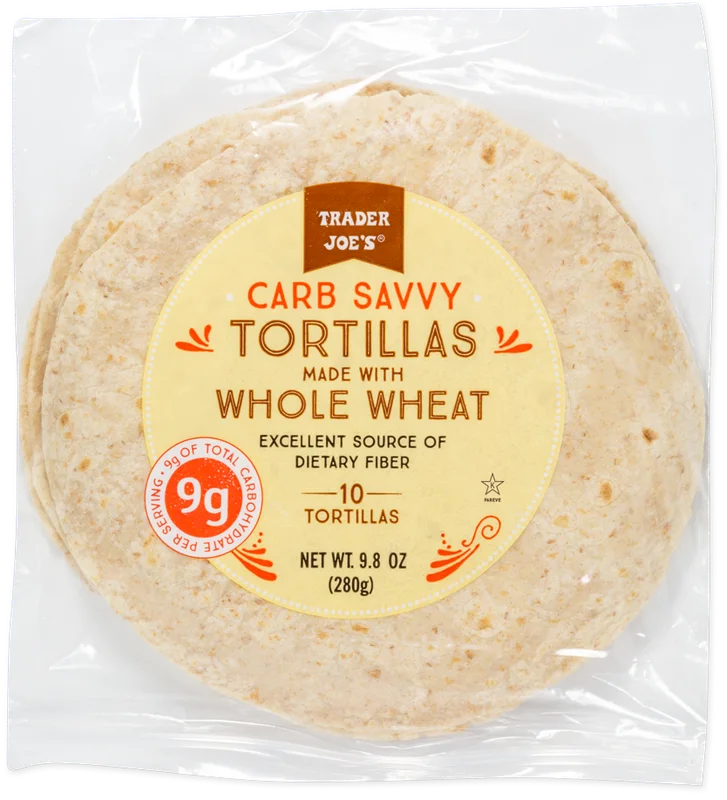 TRADER
JOE'S®
CARB SAVVY
TORTILLAS
MADE WITH
WHOLE WHEAT
EXCELLENT SOURCE OF
DIETARY FIBER
10
TORTILLAS
NET WT. 9.8 OZ
(280g)
9g OF TOTAL CARBOHYDRATE PER SERVING •
9g
K
PAREVE